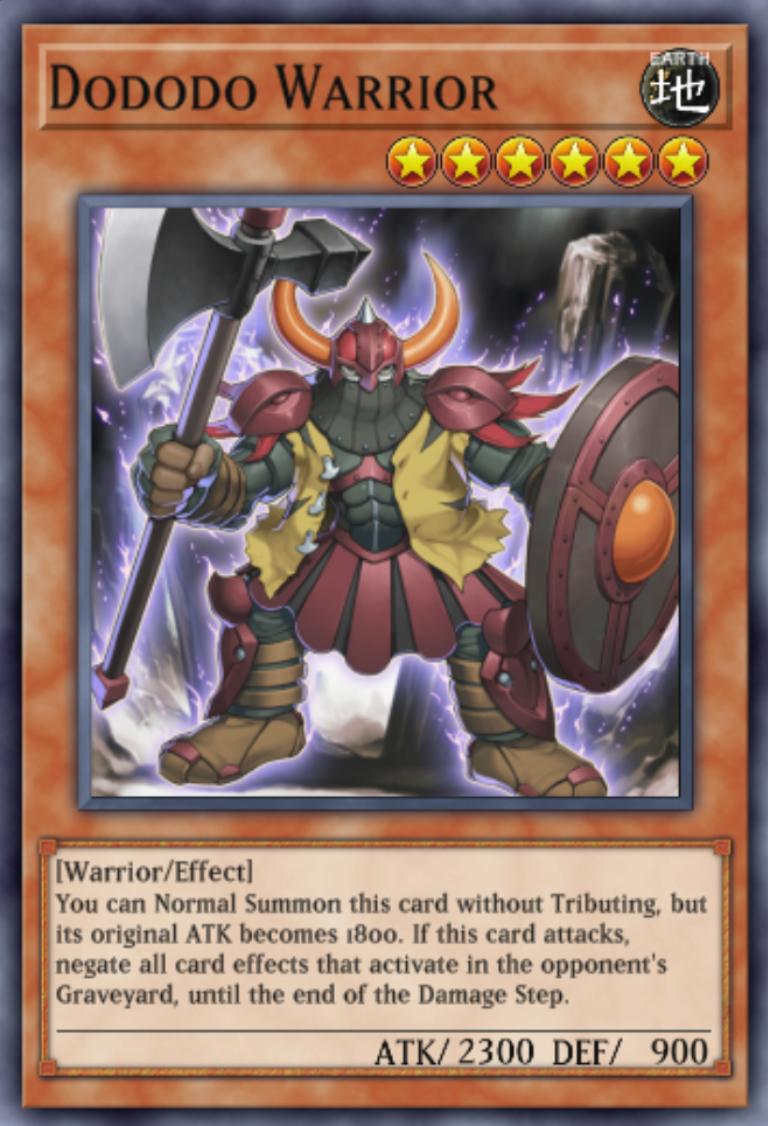 DODODO WARRIOR
EARTH
地
[Warrior/Effect]
You can Normal Summon this card without Tributing, but
its original ATK becomes 1800. If this card attacks,
negate all card effects that activate in the opponent's
Graveyard, until the end of the Damage Step.
ATK/ 2300 DEF/ 900